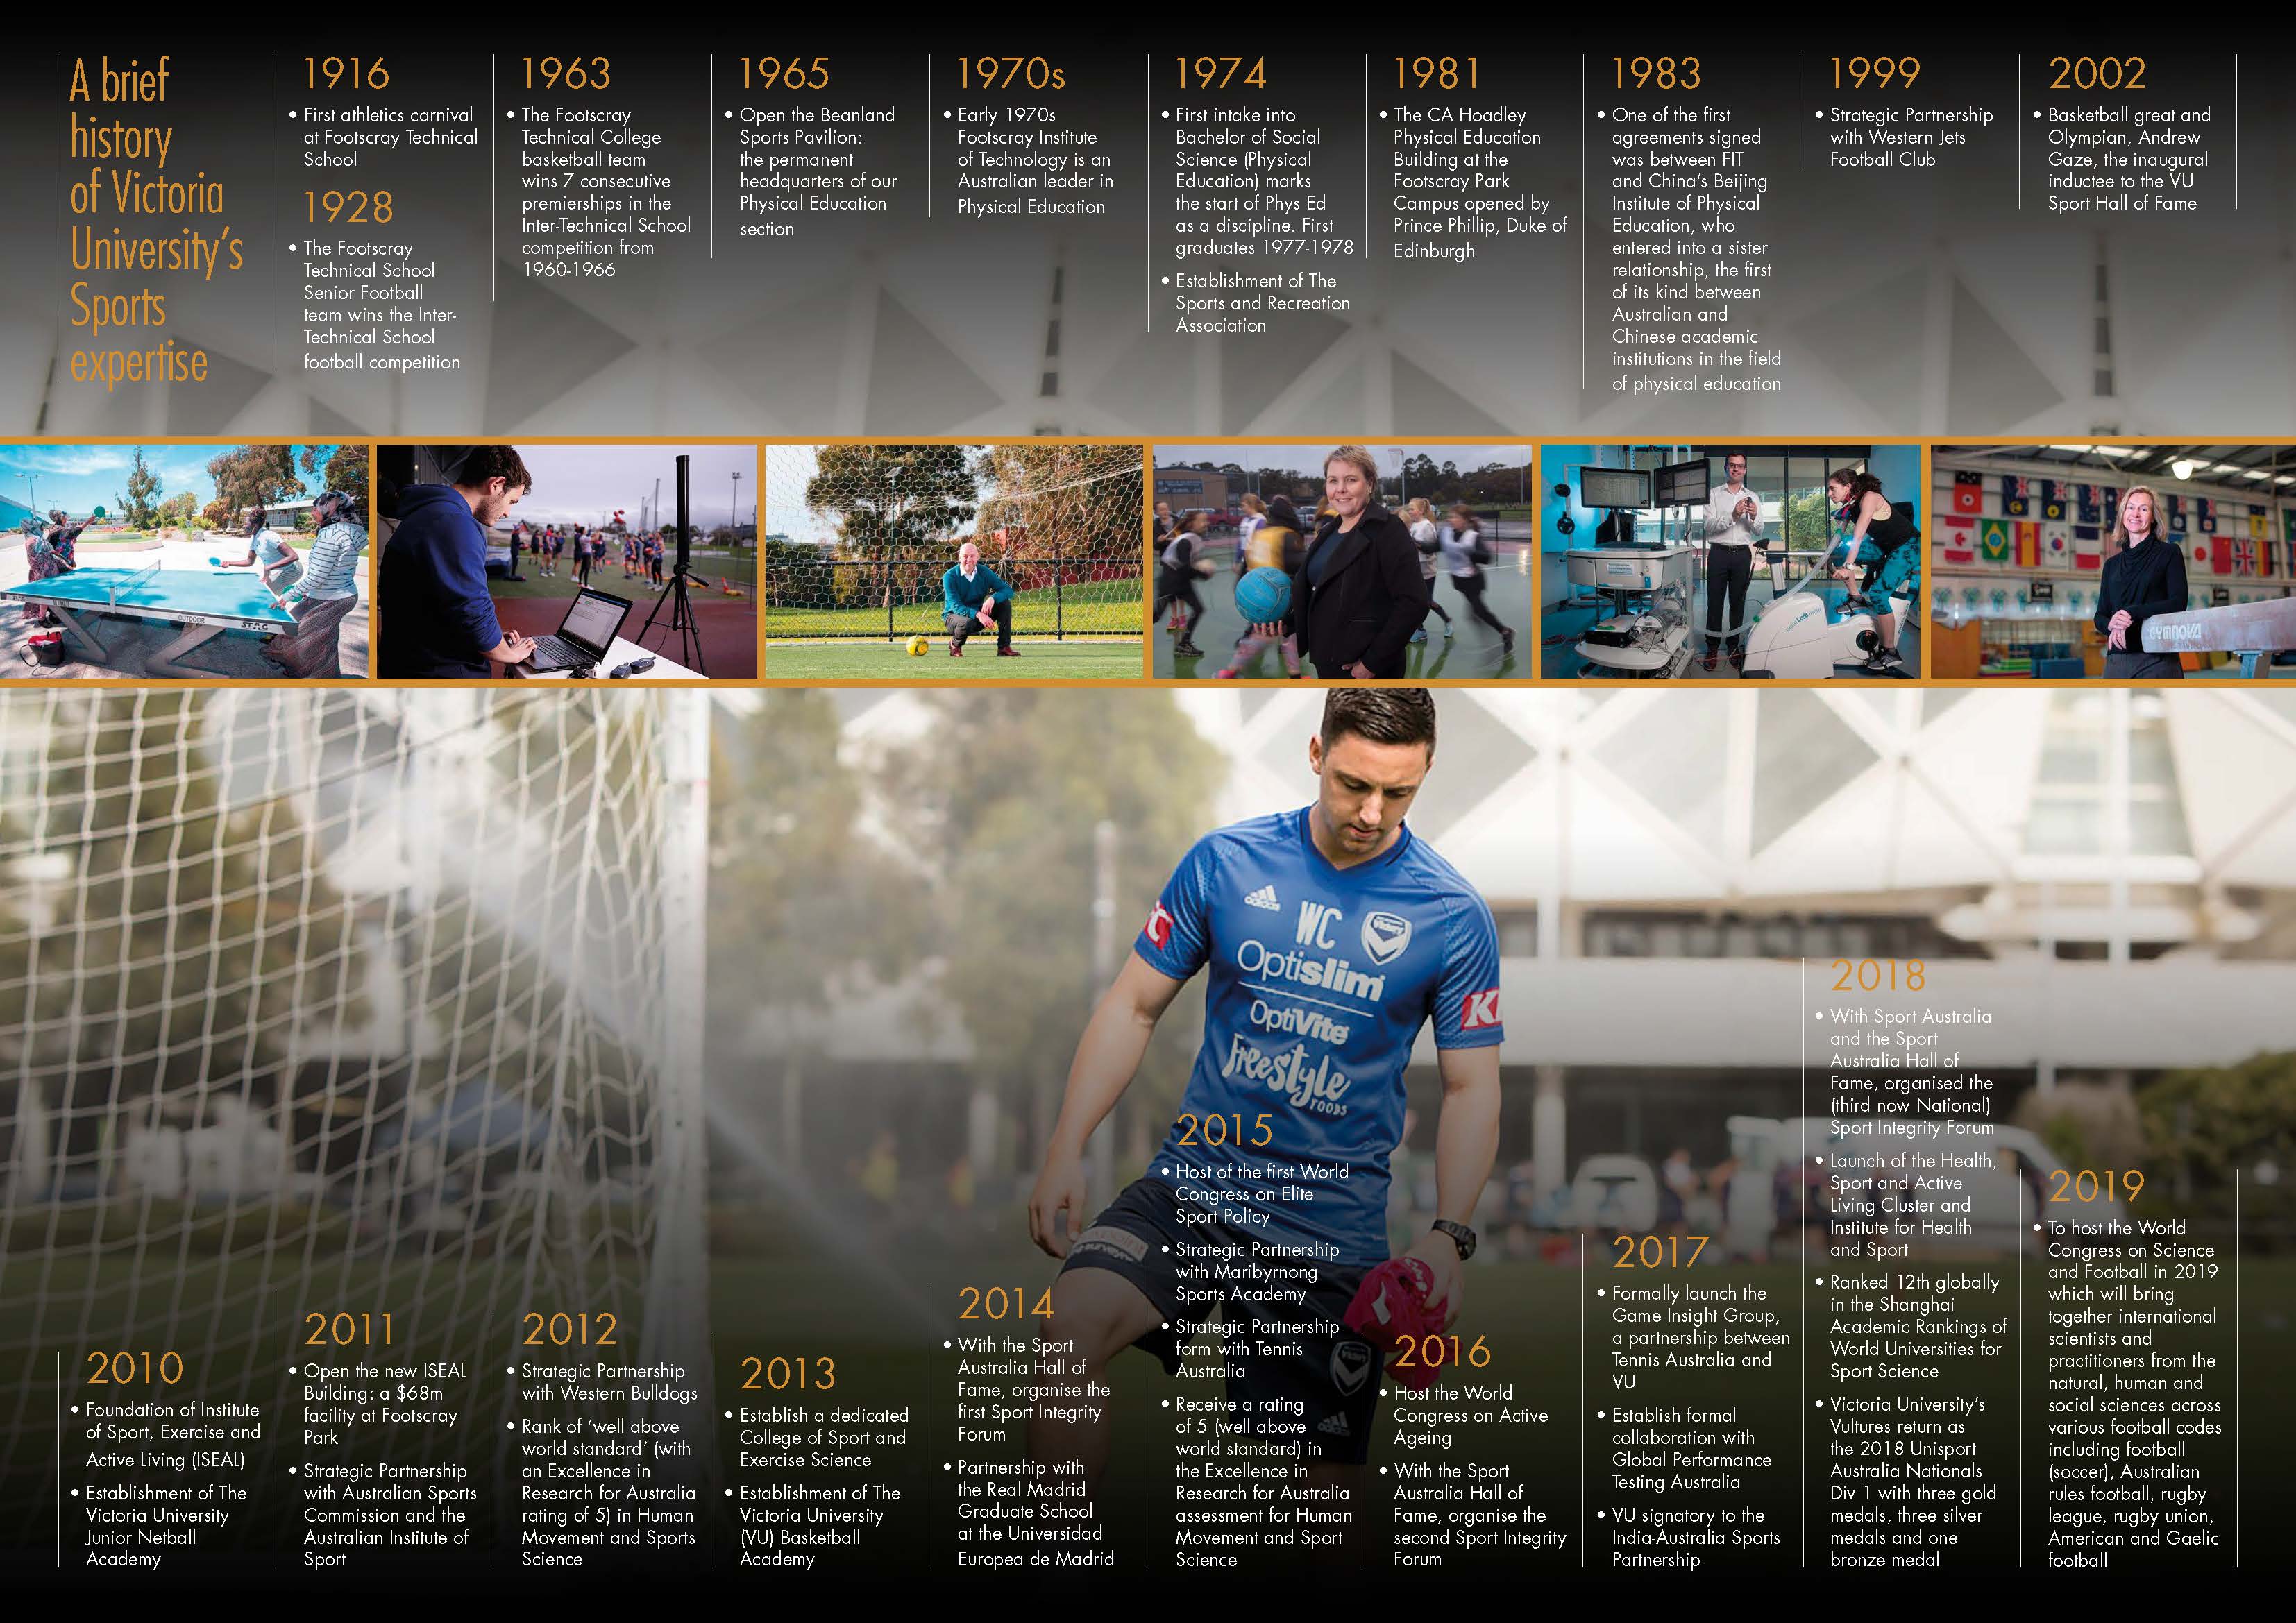 A brief
history
of Victoria
University's
Sports
expertise
1916
• First athletics carnival
at Footscray Technical
School
1928
• The Footscray
Technical School
Senior Football
team wins the Inter-
Technical School
football competition
1963
• The Footscray
Technical College
basketball team
wins 7 consecutive
premierships in the
Inter-Technical School
competition from
1960-1966
1965
• Open the Beanland
Sports Pavilion:
the permanent
headquarters of our
Physical Education
section
1970s
• Early 1970s
Footscray Institute
of Technology is an
Australian leader in
Physical Education
1974
• First intake into
Bachelor of Social
Science (Physical
Education) marks
the start of Phys Ed
as a discipline. First
graduates 1977-1978
• Establishment of The
Sports and Recreation
Association
1981
• The CA Hoadley
Physical Education
Building at the
Footscray Park
Campus opened by
Prince Phillip, Duke of
Edinburgh
1983
• One of the first
agreements signed
was between FIT
and China's Beijing
Institute of Physical
Education, who
entered into a sister
relationship, the first
of its kind between
Australian and
Chinese academic
institutions in the field
of physical education
1999
• Strategic Partnership
with Western Jets
Football Club
2002
• Basketball great and
Olympian, Andrew
Gaze, the inaugural
inductee to the VU
Sport Hall of Fame
OUTDOOR
STAG
GYMNOVA
adidas
WC
Optislim
OptiVite
Freestyle
FOODS
adidas
2010
• Foundation of Institute
of Sport, Exercise and
Active Living (ISEAL)
• Establishment of The
Victoria University
Junior Netball
Academy
2011
• Open the new ISEAL
Building: a $68m
facility at Footscray
Park
• Strategic Partnership
with Australian Sports
Commission and the
Australian Institute of
Sport
2012
• Strategic Partnership
with Western Bulldogs
• Rank of 'well above
world standard' (with
an Excellence in
Research for Australia
rating of 5) in Human
Movement and Sports
Science
2013
• Establish a dedicated
College of Sport and
Exercise Science
• Establishment of The
Victoria University
(VU) Basketball
Academy
2014
• With the Sport
Australia Hall of
Fame, organise the
first Sport Integrity
Forum
• Partnership with
the Real Madrid
Graduate School
at the Universidad
Europea de Madrid
2015
• Host of the first World
Congress on Elite
Sport Policy
• Strategic Partnership
with Maribyrnong
Sports Academy
• Strategic Partnership
form with Tennis
Australia
• Receive a rating
of 5 (well above
world standard) in
the Excellence in
Research for Australia
assessment for Human
Movement and Sport
Science
2016
• Host the World
Congress on Active
Ageing
• With the Sport
Australia Hall of
Fame, organise the
second Sport Integrity
Forum
2017
• Formally launch the
Game Insight Group,
a partnership between
Tennis Australia and
VU
• Establish formal
collaboration with
Global Performance
Testing Australia
• VU signatory to the
India-Australia Sports
Partnership
2018
• With Sport Australia
and the Sport
Australia Hall of
Fame, organised the
(third now National)
Sport Integrity Forum
• Launch of the Health,
Sport and Active
Living Cluster and
Institute for Health
and Sport
• Ranked 12th globally
in the Shanghai
Academic Rankings of
World Universities for
Sport Science
• Victoria University's
Vultures return as
the 2018 Unisport
Australia Nationals
Div 1 with three gold
medals, three silver
medals and one
bronze medal
2019
• To host the World
Congress on Science
and Football in 2019
which will bring
together international
scientists and
practitioners from the
natural, human and
social sciences across
various football codes
including football
(soccer), Australian
rules football, rugby
league, rugby union,
American and Gaelic
football